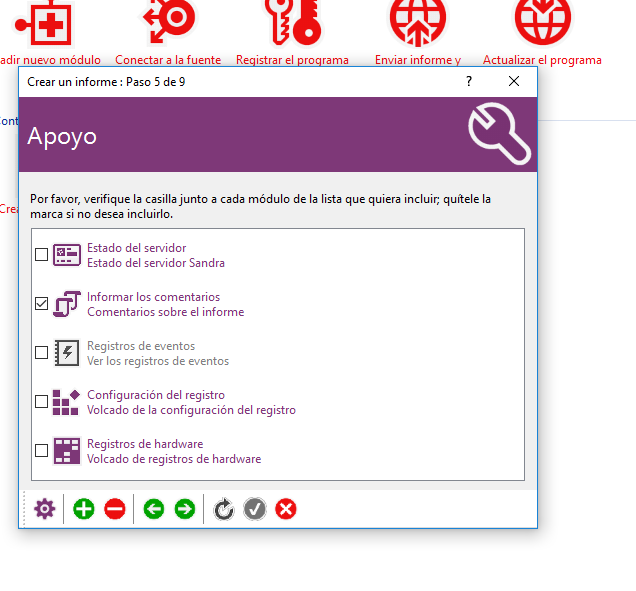 adir nuevo módulo Conectar a la fuente Registrar el programa Enviar informe y Actualizar el programa
Crear un informe : Paso 5 de 9 ?
Cont
Apoyo
Crea
Por favor, verifique la casilla junto a cada módulo de la lista que quiera incluir; quítele la
marca si no desea incluirlo.
Estado del servidor
Estado del servidor Sandra
Informar los comentarios
Comentarios sobre el informe
Registros de eventos
Ver los registros de eventos
Configuración del registro
Volcado de la configuración del registro
Registros de hardware
Volcado de registros de hardware